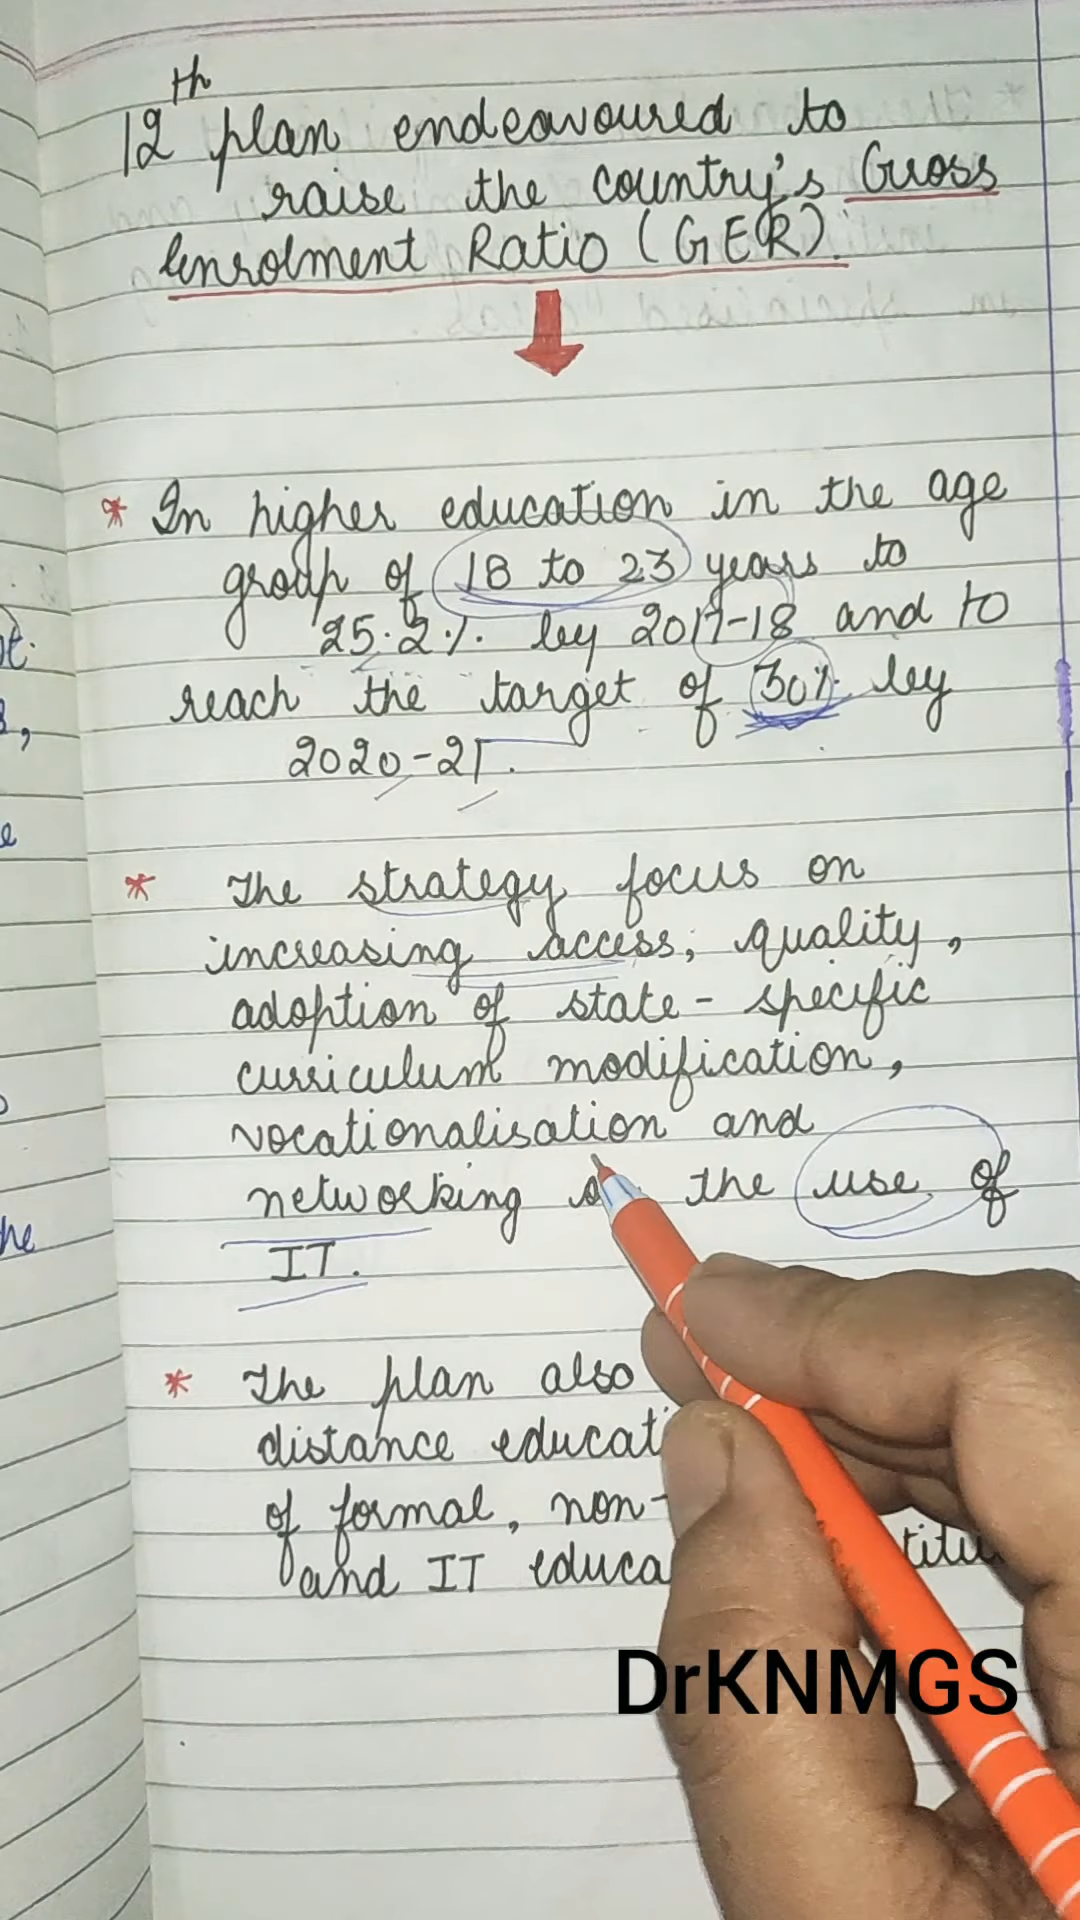 12th plan endeavoured to
raise the country's Gross
Enrolment Ratio (GER).
* In higher education in the age
group of 18 to 23 years to
25.2%. by 2017-18 and to
reach the target of 30% by
2020-21.
* The strategy focus on
increasing access, quality,
adoption of state-specific
curriculum modification,
vocationalisation and
networking the use of
IT.
* The plan also
distance educati
of formal, non-
and IT educa
DrKNMGS